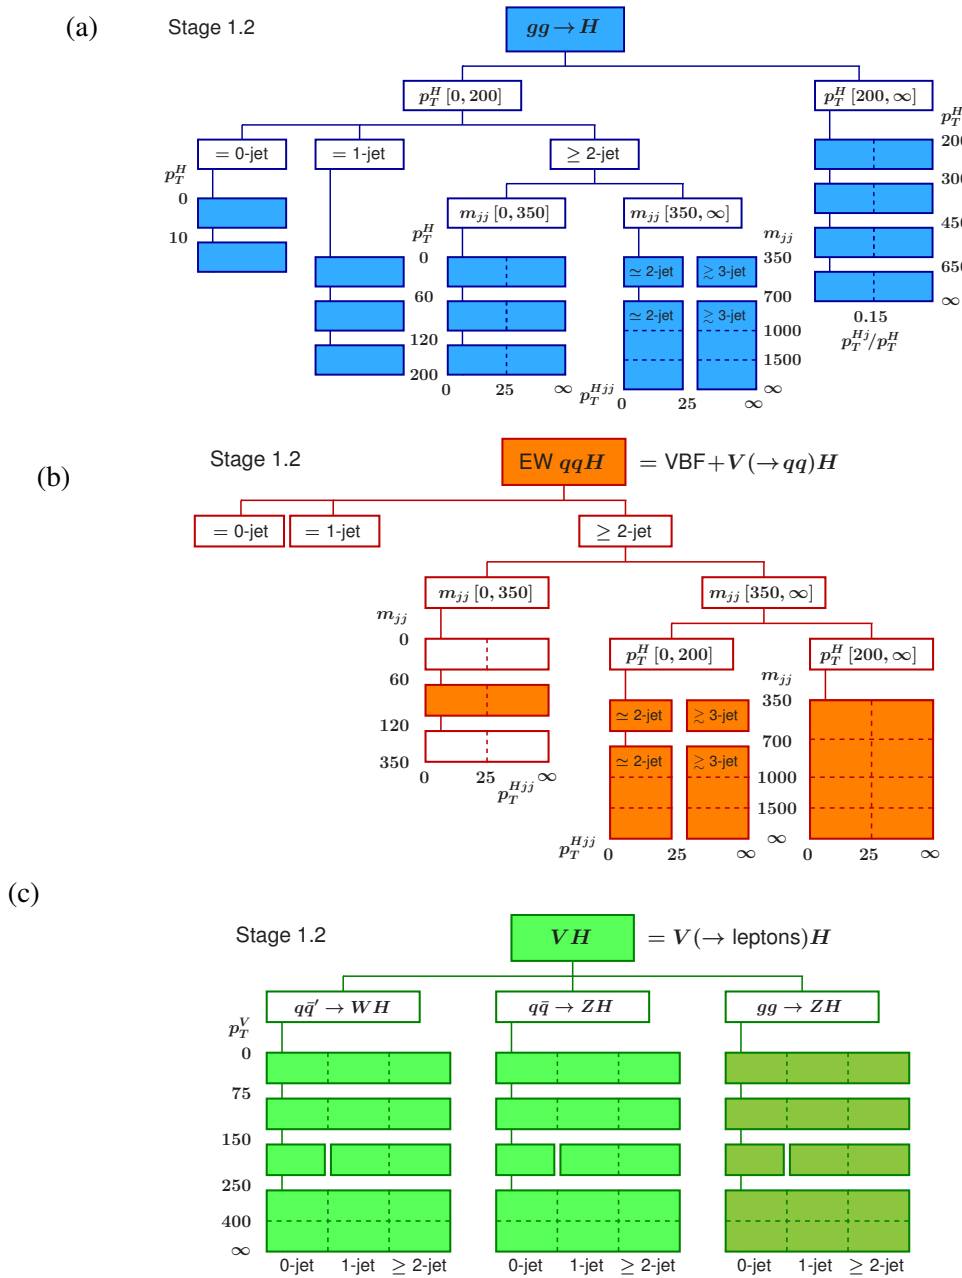 (a) Stage 1.2 gg → H
p_T^H [0, 200] p_T^H [200, ∞]
= 0-jet = 1-jet ≥ 2-jet
p_T^H
0
10
m_jj [0, 350] m_jj [350, ∞]
p_T^H
0
60
120
200
0 25 ∞
≃ 2-jet ≳ 3-jet
≃ 2-jet ≳ 3-jet
m_jj
350
700
1000
1500
∞
p_T^Hjj 0 25 ∞
p_T^H
200
300
450
650
∞
0.15
p_T^Hj/p_T^H
(b) Stage 1.2 EW qqH = VBF+V(→ qq)H
= 0-jet = 1-jet ≥ 2-jet
m_jj [0, 350] m_jj [350, ∞]
m_jj
0
60
120
350
0 25 ∞
p_T^Hjj
p_T^H [0, 200] p_T^H [200, ∞]
≃ 2-jet ≳ 3-jet
≃ 2-jet ≳ 3-jet
m_jj
350
700
1000
1500
∞
p_T^Hjj 0 25 ∞ 0 25 ∞
(c)
Stage 1.2 VH = V(→ leptons)H
qq̄′ → WH qq̄ → ZH gg → ZH
p_T^V
0
75
150
250
400
∞
0-jet 1-jet ≥ 2-jet 0-jet 1-jet ≥ 2-jet 0-jet 1-jet ≥ 2-jet